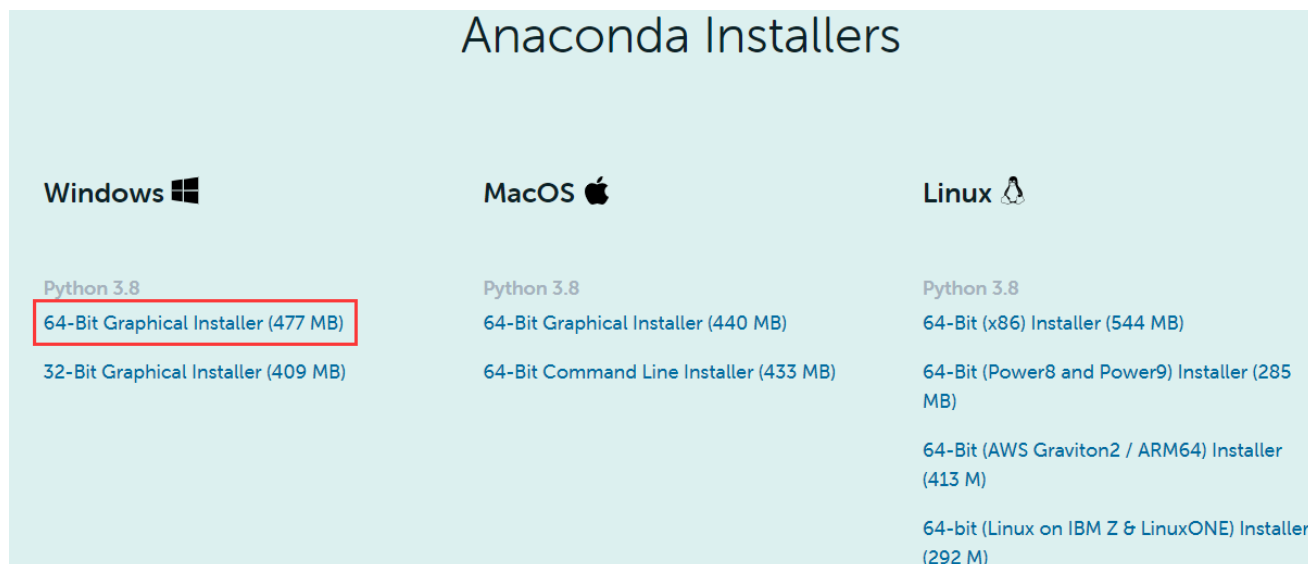 Anaconda Installers
Windows
Python 3.8
64-Bit Graphical Installer (477 MB)
32-Bit Graphical Installer (409 MB)
MacOS
Python 3.8
64-Bit Graphical Installer (440 MB)
64-Bit Command Line Installer (433 MB)
Linux
Python 3.8
64-Bit (x86) Installer (544 MB)
64-Bit (Power8 and Power9) Installer (285
MB)
64-Bit (AWS Graviton2 / ARM64) Installer
(413 M)
64-bit (Linux on IBM Z & LinuxONE) Installer
(292 M)